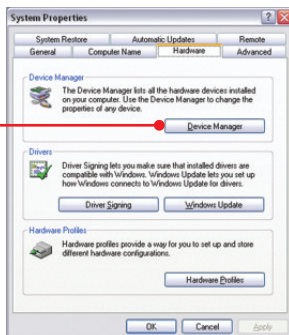 System Properties
System Restore Automatic Updates Remote
General Computer Name Hardware Advanced
Device Manager
The Device Manager lists all the hardware devices installed
on your computer. Use the Device Manager to change the
properties of any device.
Device Manager
Drivers
Driver Signing lets you make sure that installed drivers are
compatible with Windows. Windows Update lets you set up
how Windows connects to Windows Update for drivers.
Driver Signing Windows Update
Hardware Profiles
Hardware profiles provide a way for you to set up and store
different hardware configurations.
Hardware Profiles
OK Cancel Apply